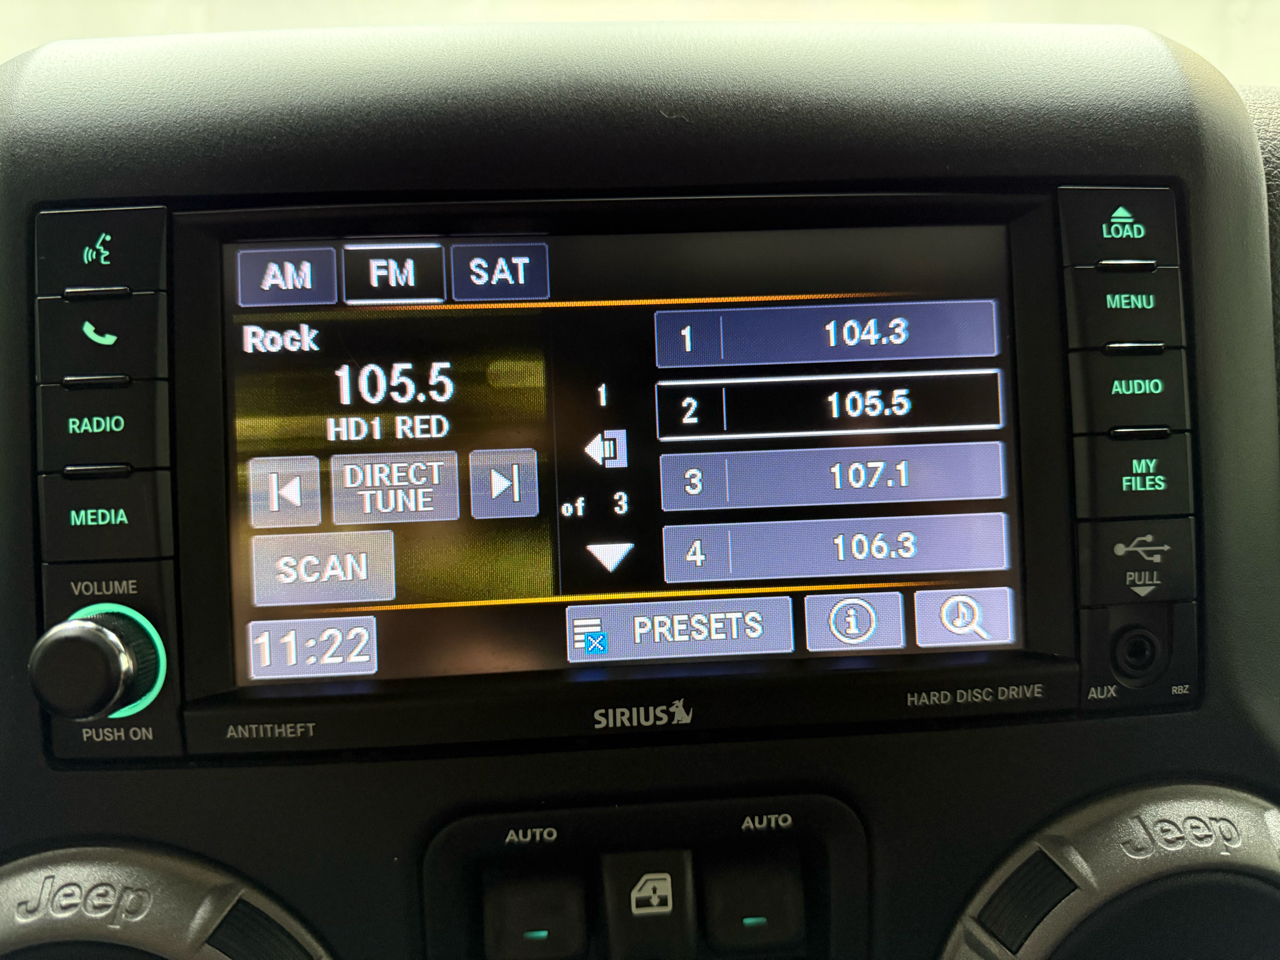 AM FM SAT
Rock
105.5
HD1 RED
DIRECT
TUNE
SCAN
11:22
1
of 3
1 104.3
2 105.5
3 107.1
4 106.3
PRESETS
i
RADIO
MEDIA
VOLUME
PUSH ON
LOAD
MENU
AUDIO
MY
FILES
PULL
AUX
RBZ
ANTITHEFT
SIRIUS
HARD DISC DRIVE
AUTO
AUTO
Jeep
Jeep